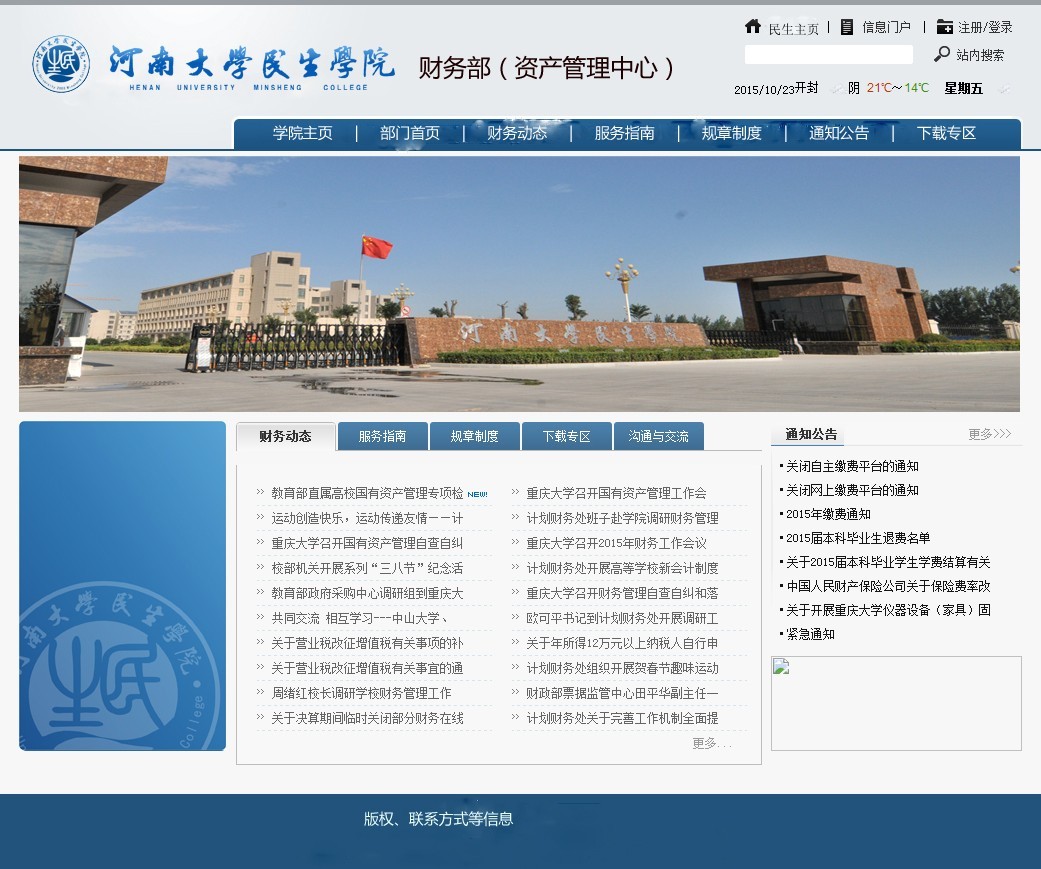 民生主页 | 信息门户 | 注册/登录
河南大学民生學院
HENAN UNIVERSITY MINSHENG COLLEGE
财务部（资产管理中心）
站内搜索
2015/10/23开封 阴 21℃～14℃ 星期五
学院主页 | 部门首页 | 财务动态 | 服务指南 | 规章制度 | 通知公告 | 下载专区
河南大学民生学院
财务动态 服务指南 规章制度 下载专区 沟通与交流
教育部直属高校国有资产管理专项检 NEW!
运动创造快乐，运动传递友情－－计
重庆大学召开国有资产管理自查自纠
校部机关开展系列“三八节”纪念活
教育部政府采购中心调研组到重庆大
共同交流 相互学习---中山大学、
关于营业税改征增值税有关事项的补
关于营业税改征增值税有关事宜的通
周绪红校长调研学校财务管理工作
关于决算期间临时关闭部分财务在线
重庆大学召开国有资产管理工作会
计划财务处班子赴学院调研财务管理
重庆大学召开2015年财务工作会议
计划财务处开展高等学校新会计制度
重庆大学召开财务管理自查自纠和落
欧可平书记到计划财务处开展调研工
关于年所得12万元以上纳税人自行申
计划财务处组织开展贺春节趣味运动
财政部票据监管中心田平华副主任一
计划财务处关于完善工作机制全面提
更多...
通知公告 更多>>>
关闭自主缴费平台的通知
关闭网上缴费平台的通知
2015年缴费通知
2015届本科毕业生退费名单
关于2015届本科毕业学生学费结算有关
中国人民财产保险公司关于保险费率改
关于开展重庆大学仪器设备（家具）固
紧急通知
南大学民生學院
College
版权、联系方式等信息